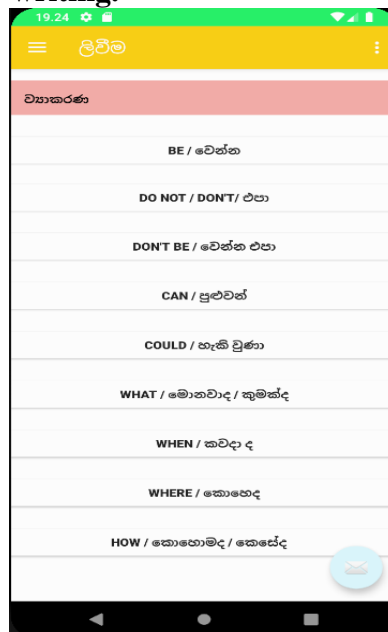 writing.
19.24
ලිවීම
ව්‍යාකරණ
BE / වෙන්න
DO NOT / DON'T/ එපා
DON'T BE / වෙන්න එපා
CAN / පුළුවන්
COULD / හැකි වුණා
WHAT / මොනවාද / කුමක්ද
WHEN / කවදා ද
WHERE / කොහෙද
HOW / කොහොමද / කෙසේද